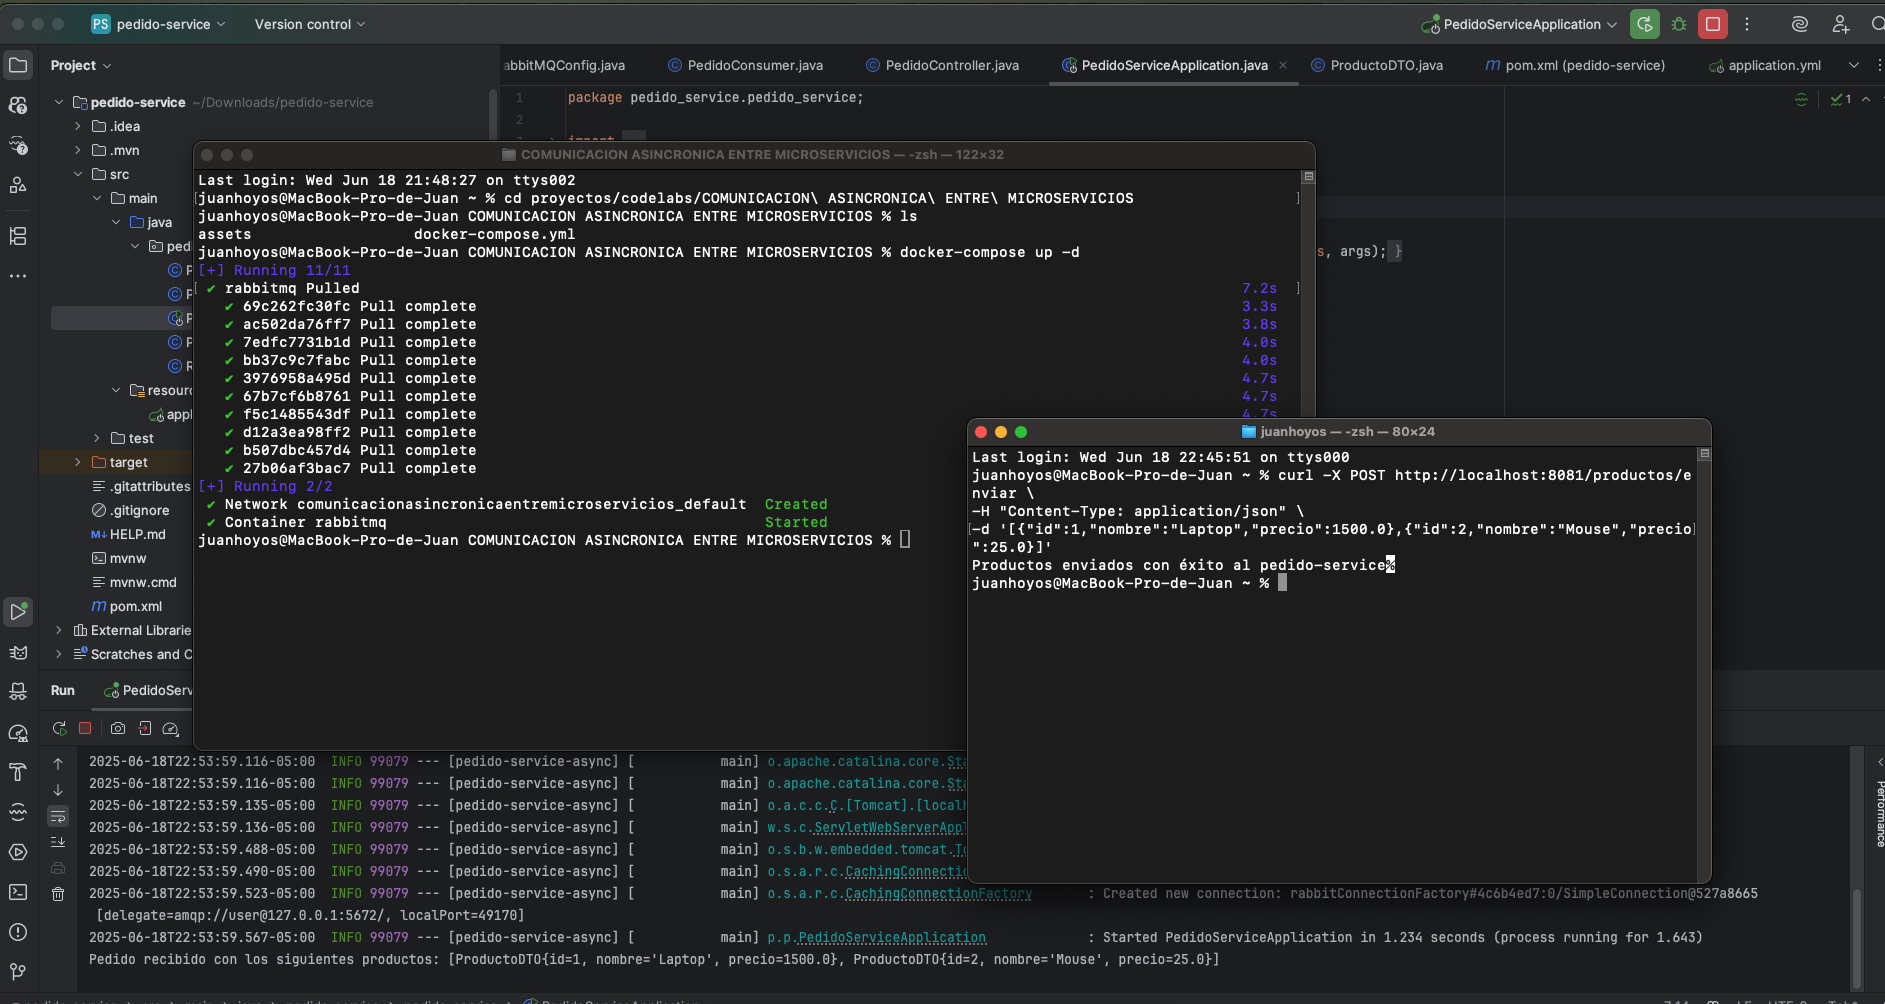 PS pedido-service
Version control
PedidoServiceApplication
Project
abbitMQConfig.java
PedidoConsumer.java
PedidoController.java
PedidoServiceApplication.java
ProductoDTO.java
pom.xml (pedido-service)
application.yml
pedido-service ~/Downloads/pedido-service
.idea
.mvn
src
main
java
ped
resour
appl
test
target
.gitattributes
.gitignore
HELP.md
mvnw
mvnw.cmd
pom.xml
External Librarie
Scratches and C
1 package pedido_service.pedido_service;
2
3 import ...
s, args); }
1
COMUNICACION ASINCRONICA ENTRE MICROSERVICIOS — -zsh — 122×32
Last login: Wed Jun 18 21:48:27 on ttys002
juanhoyos@MacBook-Pro-de-Juan ~ % cd proyectos/codelabs/COMUNICACION\ ASINCRONICA\ ENTRE\ MICROSERVICIOS
juanhoyos@MacBook-Pro-de-Juan COMUNICACION ASINCRONICA ENTRE MICROSERVICIOS % ls
assets docker-compose.yml
juanhoyos@MacBook-Pro-de-Juan COMUNICACION ASINCRONICA ENTRE MICROSERVICIOS % docker-compose up -d
[+] Running 11/11
✔ rabbitmq Pulled 7.2s
✔ 69c262fc30fc Pull complete 3.3s
✔ ac502da76ff7 Pull complete 3.8s
✔ 7edfc7731b1d Pull complete 4.0s
✔ bb37c9c7fabc Pull complete 4.0s
✔ 3976958a495d Pull complete 4.7s
✔ 67b7cf6b8761 Pull complete 4.7s
✔ f5c1485543df Pull complete 4.7s
✔ d12a3ea98ff2 Pull complete
✔ b507dbc457d4 Pull complete
✔ 27b06af3bac7 Pull complete
[+] Running 2/2
✔ Network comunicacionasincronicaentremicroservicios_default Created
✔ Container rabbitmq Started
juanhoyos@MacBook-Pro-de-Juan COMUNICACION ASINCRONICA ENTRE MICROSERVICIOS %
juanhoyos — -zsh — 80×24
Last login: Wed Jun 18 22:45:51 on ttys000
juanhoyos@MacBook-Pro-de-Juan ~ % curl -X POST http://localhost:8081/productos/e
nviar \
-H "Content-Type: application/json" \
-d '[{"id":1,"nombre":"Laptop","precio":1500.0},{"id":2,"nombre":"Mouse","precio
":25.0}]'
Productos enviados con éxito al pedido-service%
juanhoyos@MacBook-Pro-de-Juan ~ %
Run PedidoServ
2025-06-18T22:53:59.116-05:00 INFO 99079 --- [pedido-service-async] [ main] o.apache.catalina.core.Sta
2025-06-18T22:53:59.116-05:00 INFO 99079 --- [pedido-service-async] [ main] o.apache.catalina.core.Sta
2025-06-18T22:53:59.135-05:00 INFO 99079 --- [pedido-service-async] [ main] o.a.c.c.C.[Tomcat].[local
2025-06-18T22:53:59.136-05:00 INFO 99079 --- [pedido-service-async] [ main] w.s.c.ServletWebServerAppl
2025-06-18T22:53:59.488-05:00 INFO 99079 --- [pedido-service-async] [ main] o.s.b.w.embedded.tomcat.To
2025-06-18T22:53:59.490-05:00 INFO 99079 --- [pedido-service-async] [ main] o.s.a.r.c.CachingConnectio
2025-06-18T22:53:59.523-05:00 INFO 99079 --- [pedido-service-async] [ main] o.s.a.r.c.CachingConnectionFactory : Created new connection: rabbitConnectionFactory#4c6b4ed7:0/SimpleConnection@527a8665
[delegate=amqp://user@127.0.0.1:5672/, localPort=49170]
2025-06-18T22:53:59.567-05:00 INFO 99079 --- [pedido-service-async] [ main] p.p.PedidoServiceApplication : Started PedidoServiceApplication in 1.234 seconds (process running for 1.643)
Pedido recibido con los siguientes productos: [ProductoDTO{id=1, nombre='Laptop', precio=1500.0}, ProductoDTO{id=2, nombre='Mouse', precio=25.0}]
Performance